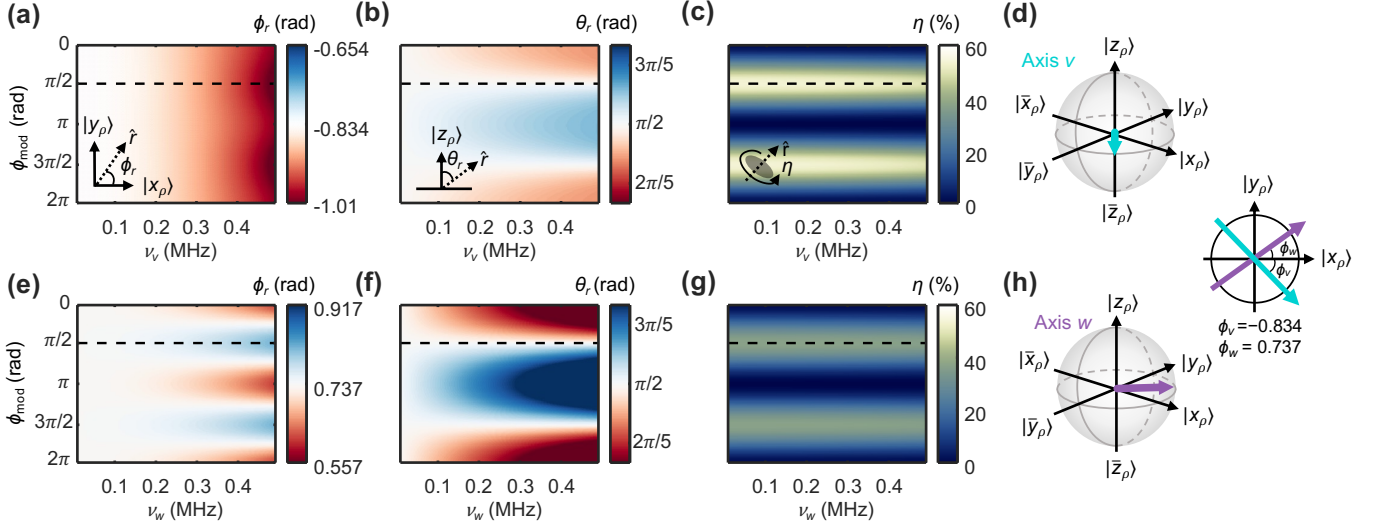 (a)
ϕᵣ (rad)
0
π/2
π
3π/2
2π
ϕmod (rad)
|yρ⟩
r̂
ϕᵣ
|xρ⟩
0.1 0.2 0.3 0.4
νᵥ (MHz)
-0.654
-0.834
-1.01
(b)
θᵣ (rad)
|zρ⟩
θᵣ
r̂
0.1 0.2 0.3 0.4
νᵥ (MHz)
3π/5
π/2
2π/5
(c)
η (%)
r̂
η
0.1 0.2 0.3 0.4
νᵥ (MHz)
60
40
20
0
(d)
Axis v
|zρ⟩
|x̄ρ⟩
|yρ⟩
|ȳρ⟩
|xρ⟩
|z̄ρ⟩
|yρ⟩
ϕw
ϕᵥ
|xρ⟩
ϕᵥ=−0.834
ϕw = 0.737
(e)
ϕᵣ (rad)
0
π/2
π
3π/2
2π
ϕmod (rad)
0.1 0.2 0.3 0.4
νw (MHz)
0.917
0.737
0.557
(f)
θᵣ (rad)
0.1 0.2 0.3 0.4
νw (MHz)
3π/5
π/2
2π/5
(g)
η (%)
0.1 0.2 0.3 0.4
νw (MHz)
60
40
20
0
(h)
Axis w
|zρ⟩
|x̄ρ⟩
|yρ⟩
|ȳρ⟩
|xρ⟩
|z̄ρ⟩